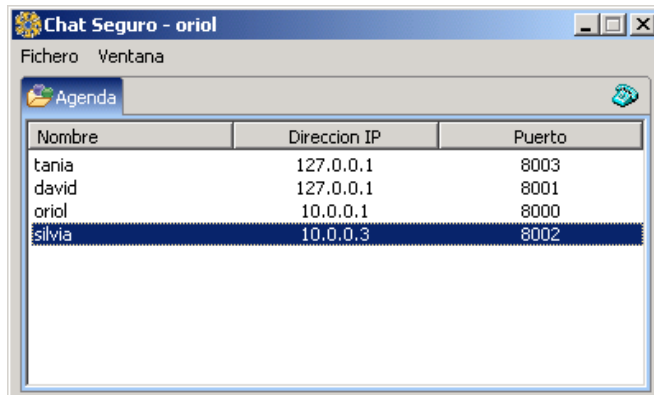 Chat Seguro - oriol
Fichero Ventana
Agenda
Nombre Direccion IP Puerto
tania 127.0.0.1 8003
david 127.0.0.1 8001
oriol 10.0.0.1 8000
silvia 10.0.0.3 8002